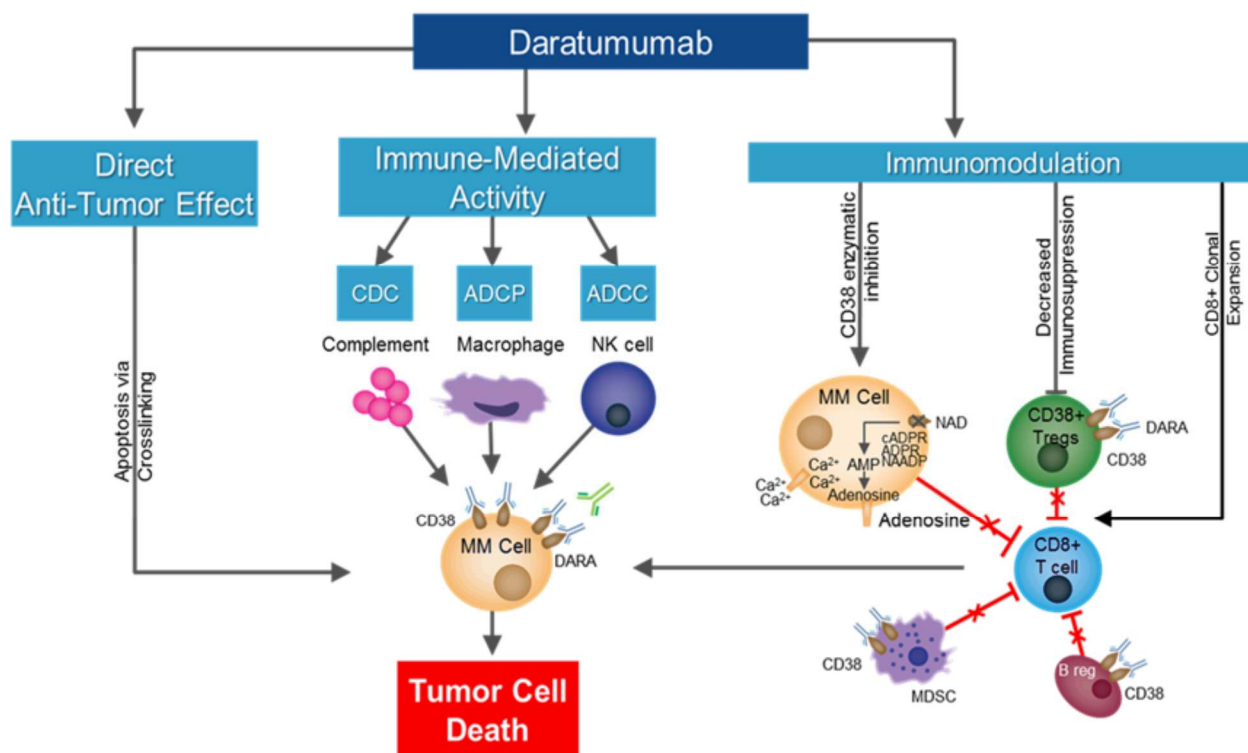 Daratumumab
Direct
Anti-Tumor Effect
Immune-Mediated
Activity
Immunomodulation
CDC
ADCP
ADCC
Complement
Macrophage
NK cell
Apoptosis via
Crosslinking
CD38 enzymatic
inhibition
Decreased
Immunosuppression
CD8+ Clonal
Expansion
MM Cell
NAD
cADPR
ADPR
NAADP
AMP
Ca2+
Ca2+
Ca2+
Ca2+
Adenosine
Adenosine
CD38+
Tregs
DARA
CD38
CD38
MM Cell
DARA
CD8+
T cell
CD38
MDSC
B reg
CD38
Tumor Cell
Death